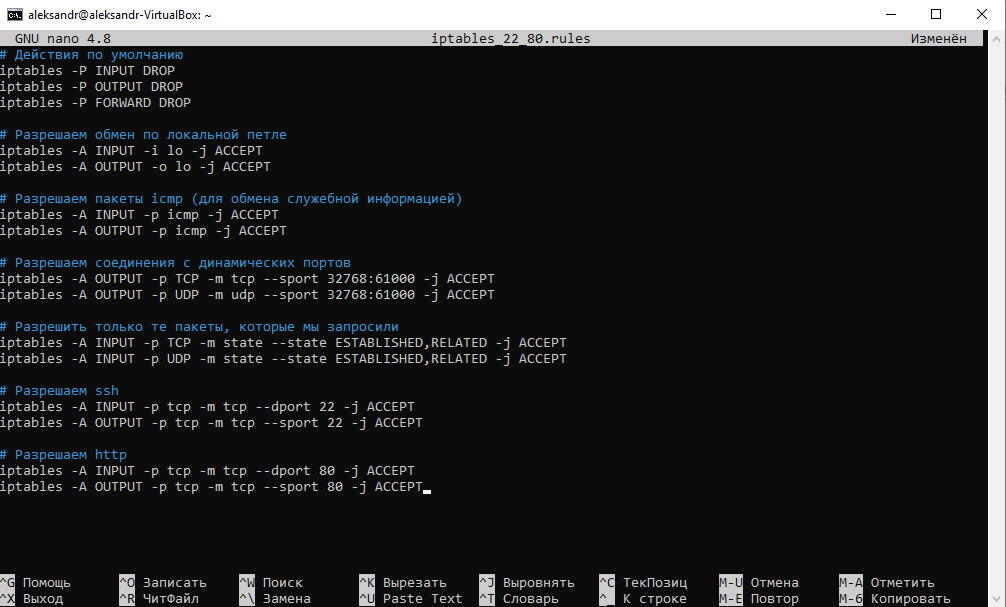 aleksandr@aleksandr-VirtualBox: ~
GNU nano 4.8 iptables_22_80.rules Изменён
# Действия по умолчанию
iptables -P INPUT DROP
iptables -P OUTPUT DROP
iptables -P FORWARD DROP
# Разрешаем обмен по локальной петле
iptables -A INPUT -i lo -j ACCEPT
iptables -A OUTPUT -o lo -j ACCEPT
# Разрешаем пакеты icmp (для обмена служебной информацией)
iptables -A INPUT -p icmp -j ACCEPT
iptables -A OUTPUT -p icmp -j ACCEPT
# Разрешаем соединения с динамических портов
iptables -A OUTPUT -p TCP -m tcp --sport 32768:61000 -j ACCEPT
iptables -A OUTPUT -p UDP -m udp --sport 32768:61000 -j ACCEPT
# Разрешить только те пакеты, которые мы запросили
iptables -A INPUT -p TCP -m state --state ESTABLISHED,RELATED -j ACCEPT
iptables -A INPUT -p UDP -m state --state ESTABLISHED,RELATED -j ACCEPT
# Разрешаем ssh
iptables -A INPUT -p tcp -m tcp --dport 22 -j ACCEPT
iptables -A OUTPUT -p tcp -m tcp --sport 22 -j ACCEPT
# Разрешаем http
iptables -A INPUT -p tcp -m tcp --dport 80 -j ACCEPT
iptables -A OUTPUT -p tcp -m tcp --sport 80 -j ACCEPT
^G Помощь ^O Записать ^W Поиск ^K Вырезать ^J Выровнять ^C ТекПозиц M-U Отмена M-A Отметить
^X Выход ^R ЧитФайл ^\ Замена ^U Paste Text ^T Словарь ^_ К строке M-E Повтор M-6 Копировать